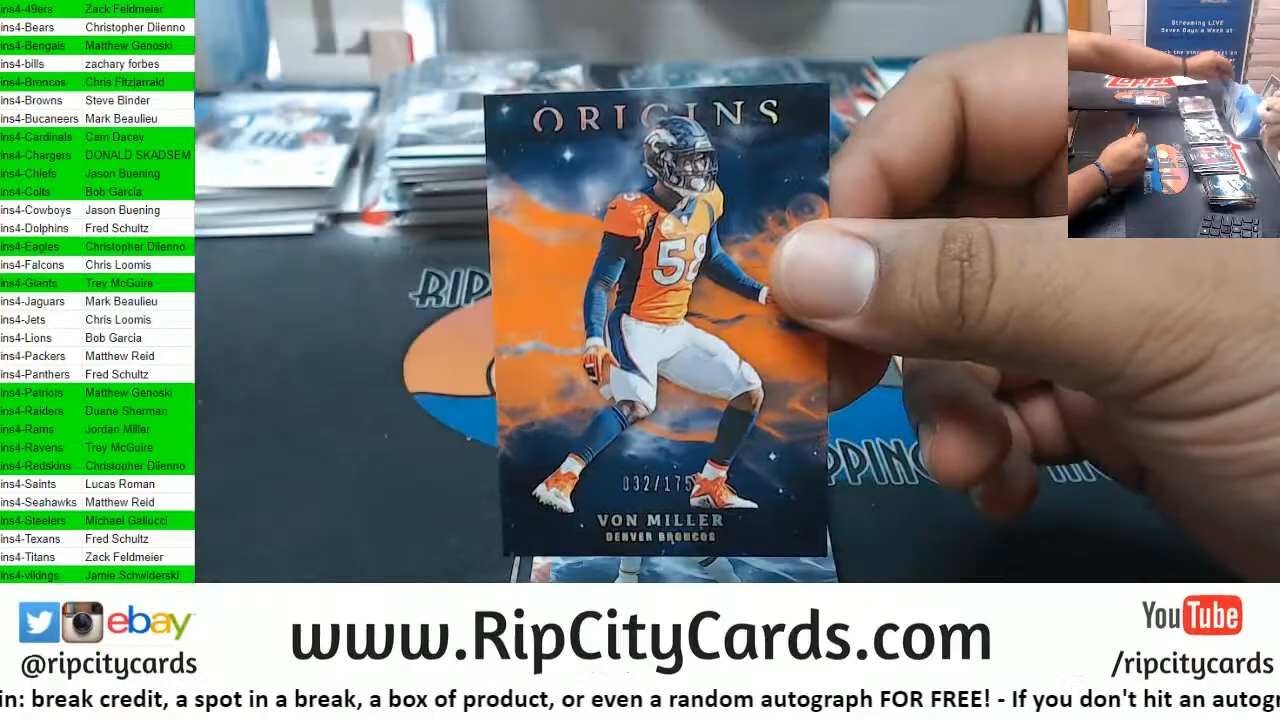 ins4-49ers Zack Feldmeier
ins4-Bears Christopher Diienno
ins4-Bengals Matthew Genoski
ins4-bills zachary forbes
ins4-Broncos Chris Fitzjarrald
ins4-Browns Steve Binder
ins4-Bucaneers Mark Beaulieu
ins4-Cardinals Cam Dacey
ins4-Chargers DONALD SKADSEM
ins4-Chiefs Jason Buening
ins4-Colts Bob Garcia
ins4-Cowboys Jason Buening
ins4-Dolphins Fred Schultz
ins4-Eagles Christopher Diienno
ins4-Falcons Chris Loomis
ins4-Giants Trey McGuire
ins4-Jaguars Mark Beaulieu
ins4-Jets Chris Loomis
ins4-Lions Bob Garcia
ins4-Packers Matthew Reid
ins4-Panthers Fred Schultz
ins4-Patriots Matthew Genoski
ins4-Raiders Duane Sherman
ins4-Rams Jordan Miller
ins4-Ravens Trey McGuire
ins4-Redskins Christopher Diienno
ins4-Saints Lucas Roman
ins4-Seahawks Matthew Reid
ins4-Steelers Michael Gallucci
ins4-Texans Fred Schultz
ins4-Titans Zack Feldmeier
ins4-vikings Jamie Schwiderski
ORIGINS
58
032/175
VON MILLER
DENVER BRONCOS
RIP
PPING
Streaming LIVE
Seven Days a Week at
topps
ebay
@ripcitycards
www.RipCityCards.com
YouTube
/ripcitycards
in: break credit, a spot in a break, a box of product, or even a random autograph FOR FREE! - If you don't hit an autogr